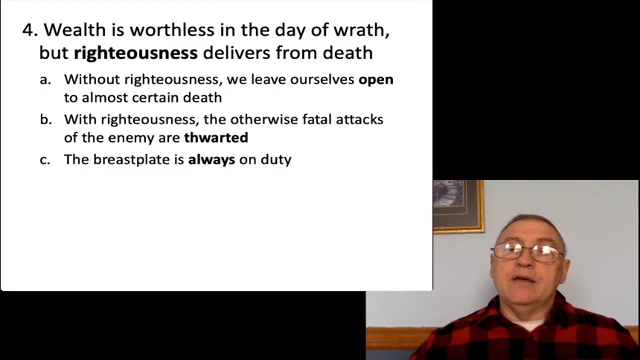 4. Wealth is worthless in the day of wrath,
but righteousness delivers from death
a. Without righteousness, we leave ourselves open
to almost certain death
b. With righteousness, the otherwise fatal attacks
of the enemy are thwarted
c. The breastplate is always on duty